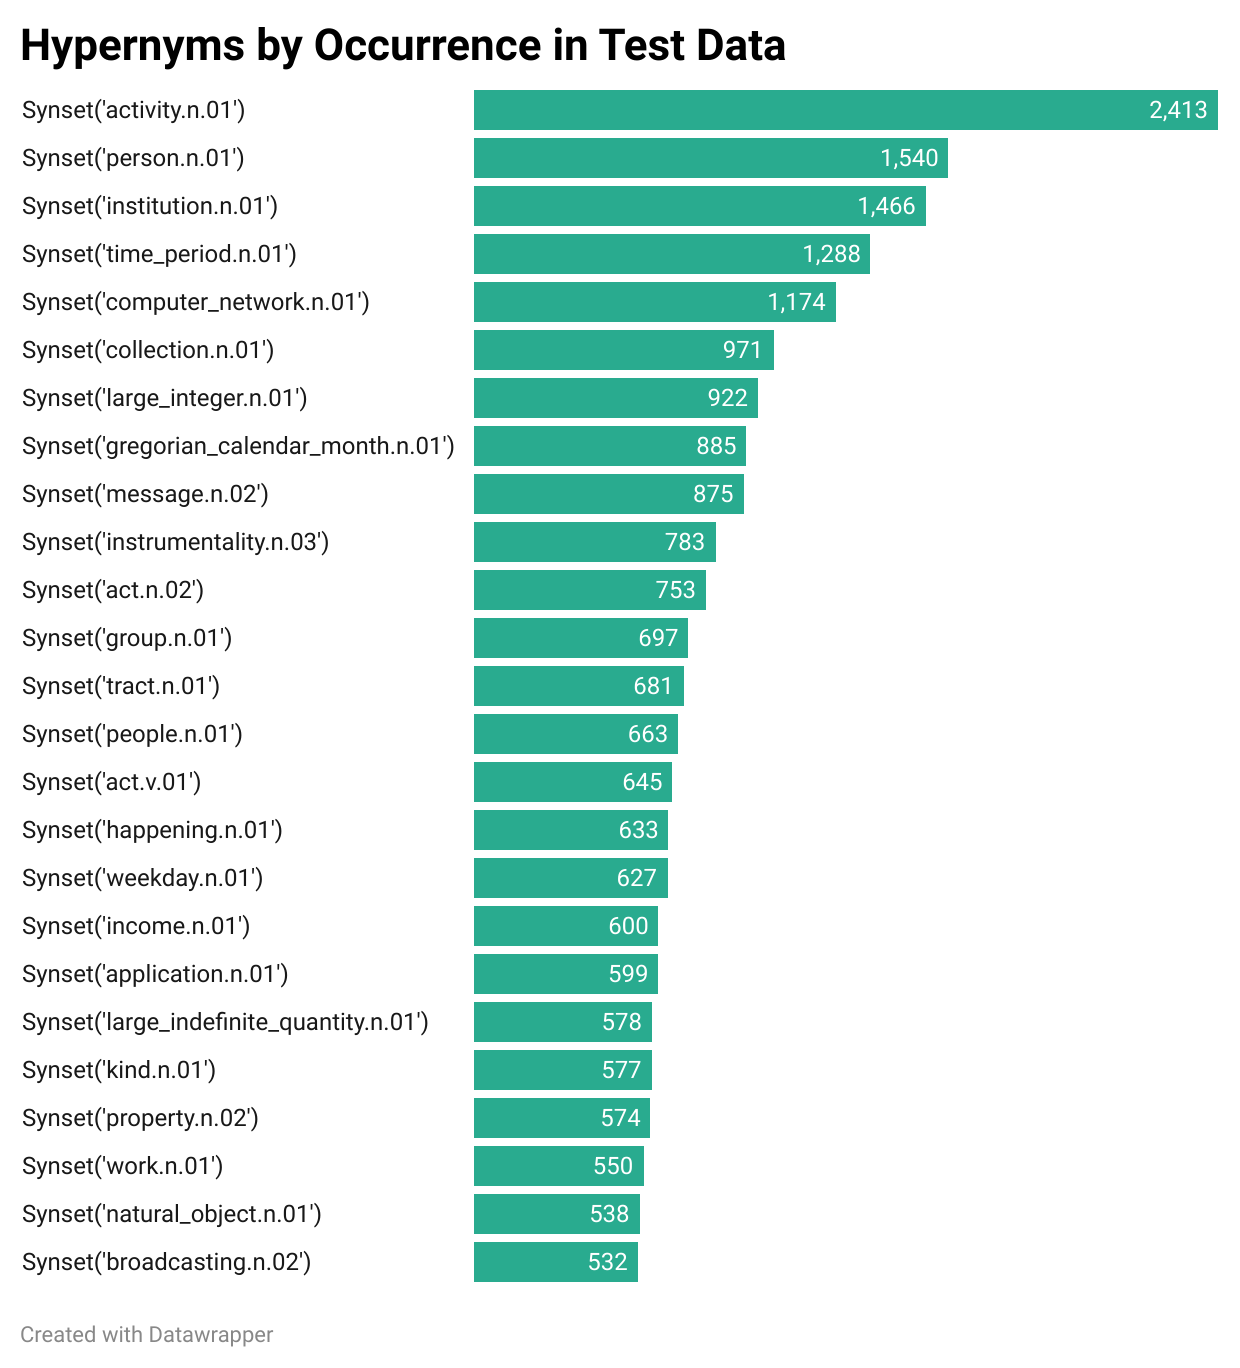 Hypernyms by Occurrence in Test Data
Synset('activity.n.01') 2,413
Synset('person.n.01') 1,540
Synset('institution.n.01') 1,466
Synset('time_period.n.01') 1,288
Synset('computer_network.n.01') 1,174
Synset('collection.n.01') 971
Synset('large_integer.n.01') 922
Synset('gregorian_calendar_month.n.01') 885
Synset('message.n.02') 875
Synset('instrumentality.n.03') 783
Synset('act.n.02') 753
Synset('group.n.01') 697
Synset('tract.n.01') 681
Synset('people.n.01') 663
Synset('act.v.01') 645
Synset('happening.n.01') 633
Synset('weekday.n.01') 627
Synset('income.n.01') 600
Synset('application.n.01') 599
Synset('large_indefinite_quantity.n.01') 578
Synset('kind.n.01') 577
Synset('property.n.02') 574
Synset('work.n.01') 550
Synset('natural_object.n.01') 538
Synset('broadcasting.n.02') 532
Created with Datawrapper